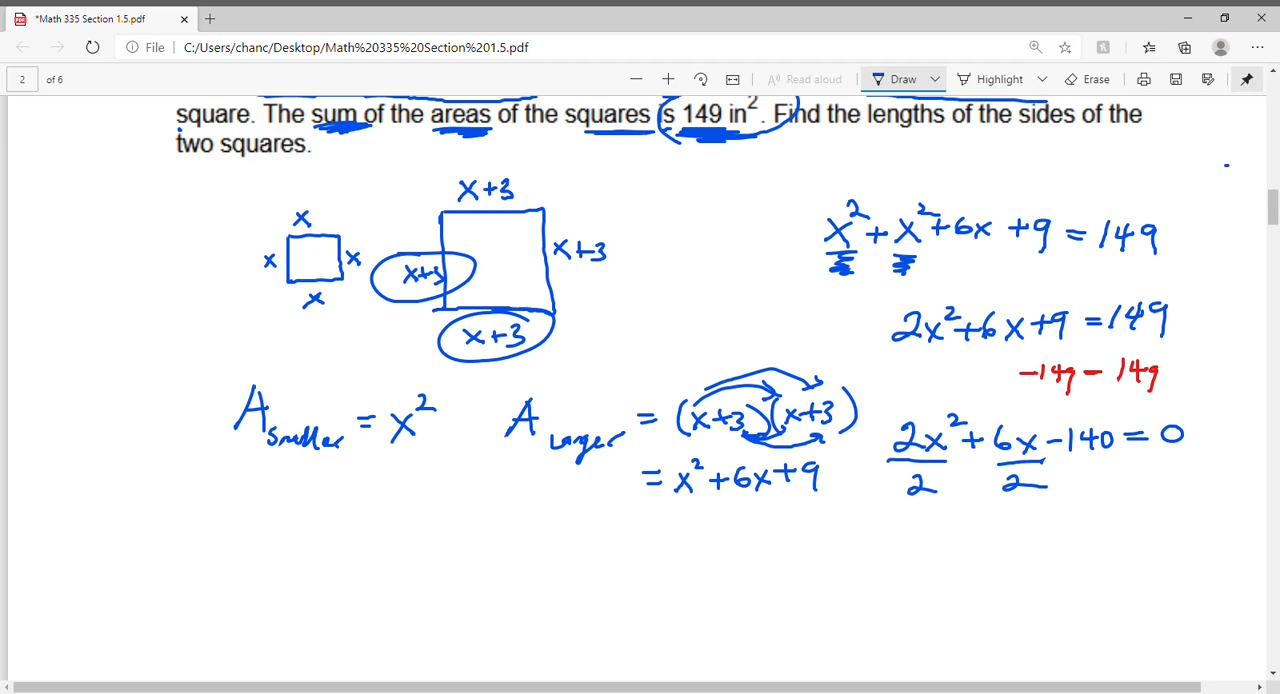 *Math 335 Section 1.5.pdf
File C:/Users/chanc/Desktop/Math%20335%20Section%201.5.pdf
2 of 6 Read aloud Draw Highlight Erase
square. The sum of the areas of the squares is 149 in². Find the lengths of the sides of the
two squares.
x+3
x
x x
x
x+3
x+3
x+3
A smaller = x²
A Larger = (x+3)(x+3)
= x²+6x+9
x² + x²+6x+9 = 149
2x²+6x+9 = 149
-149 - 149
2x² + 6x - 140 = 0
2 2